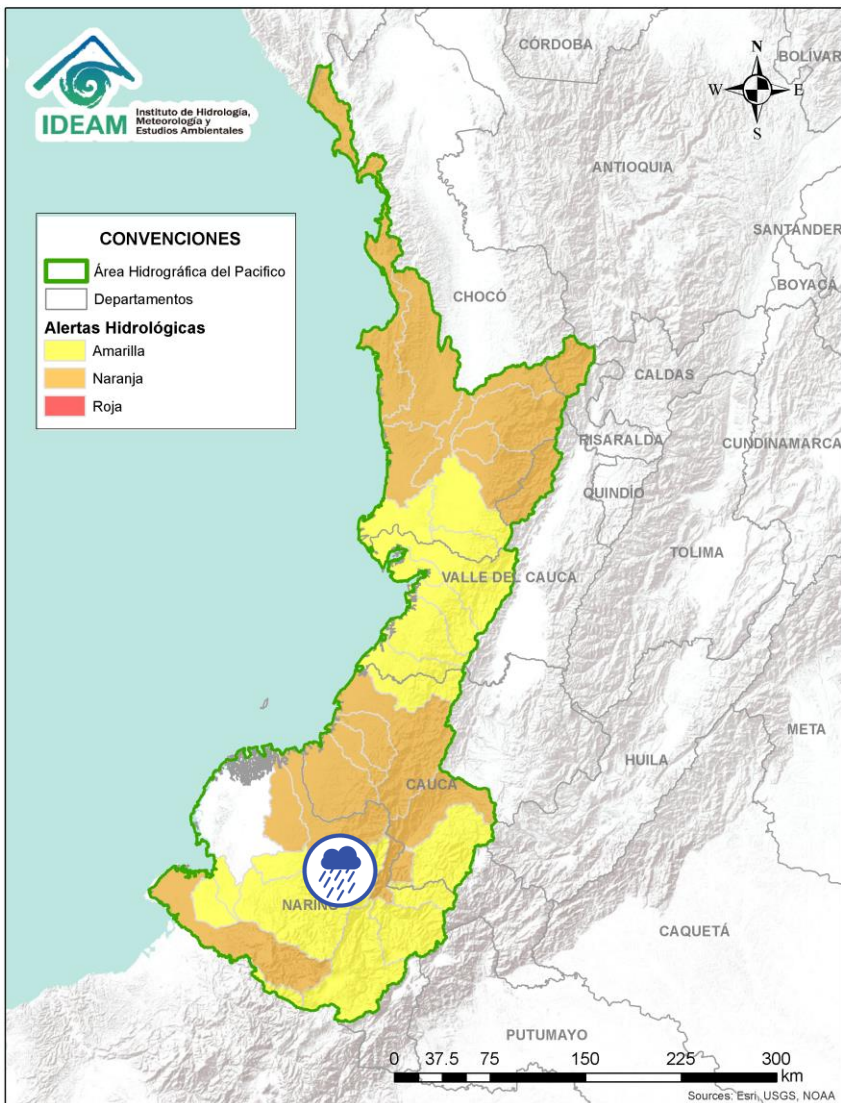 IDEAM
Instituto de Hidrología,
Meteorología y
Estudios Ambientales
CONVENCIONES
Área Hidrográfica del Pacifico
Departamentos
Alertas Hidrológicas
Amarilla
Naranja
Roja
N
W
E
S
CÓRDOBA
BOLÍVAR
ANTIOQUIA
SANTANDER
BOYACÁ
CHOCÓ
CALDAS
RISARALDA
CUNDINAMARCA
QUINDÍO
TOLIMA
VALLE DEL CAUCA
META
HUILA
CAUCA
NARIÑO
CAQUETÁ
PUTUMAYO
0 37.5 75 150 225 300
km
Sources: Esri, USGS, NOAA